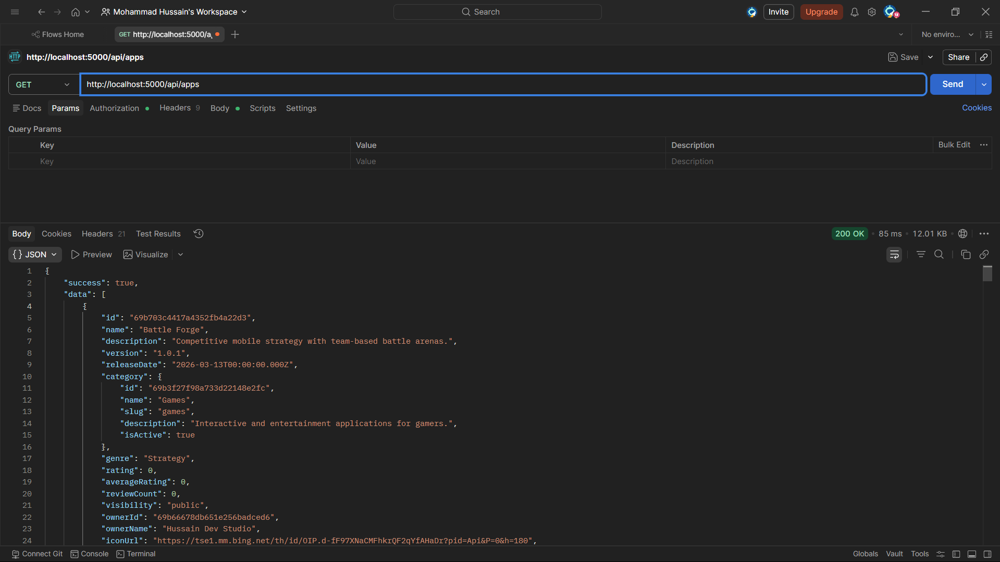 Mohammad Hussain's Workspace
Search
Invite
Upgrade
M
Flows Home
GET http://localhost:5000/a
No enviro...
HTTP http://localhost:5000/api/apps
Save
Share
GET
http://localhost:5000/api/apps
Send
Docs
Params
Authorization
Headers 9
Body
Scripts
Settings
Cookies
Query Params
Key Value Description Bulk Edit
Key Value Description
Body Cookies Headers 21 Test Results
200 OK • 85 ms • 12.01 KB
{} JSON Preview Visualize
1 {
2 "success": true,
3 "data": [
4 {
5 "id": "69b703c4417a4352fb4a22d3",
6 "name": "Battle Forge",
7 "description": "Competitive mobile strategy with team-based battle arenas.",
8 "version": "1.0.1",
9 "releaseDate": "2026-03-13T00:00:00.000Z",
10 "category": {
11 "id": "69b3f27f98a733d22148e2fc",
12 "name": "Games",
13 "slug": "games",
14 "description": "Interactive and entertainment applications for gamers.",
15 "isActive": true
16 },
17 "genre": "Strategy",
18 "rating": 0,
19 "averageRating": 0,
20 "reviewCount": 0,
21 "visibility": "public",
22 "ownerId": "69b66678db651e256badced6",
23 "ownerName": "Hussain Dev Studio",
24 "iconUrl": "https://tse1.mm.bing.net/th/id/OIP.d-fF97XNaCMFhkrQF2qYfAHaDr?pid=Api&P=0&h=180",
Connect Git Console Terminal
Globals Vault Tools